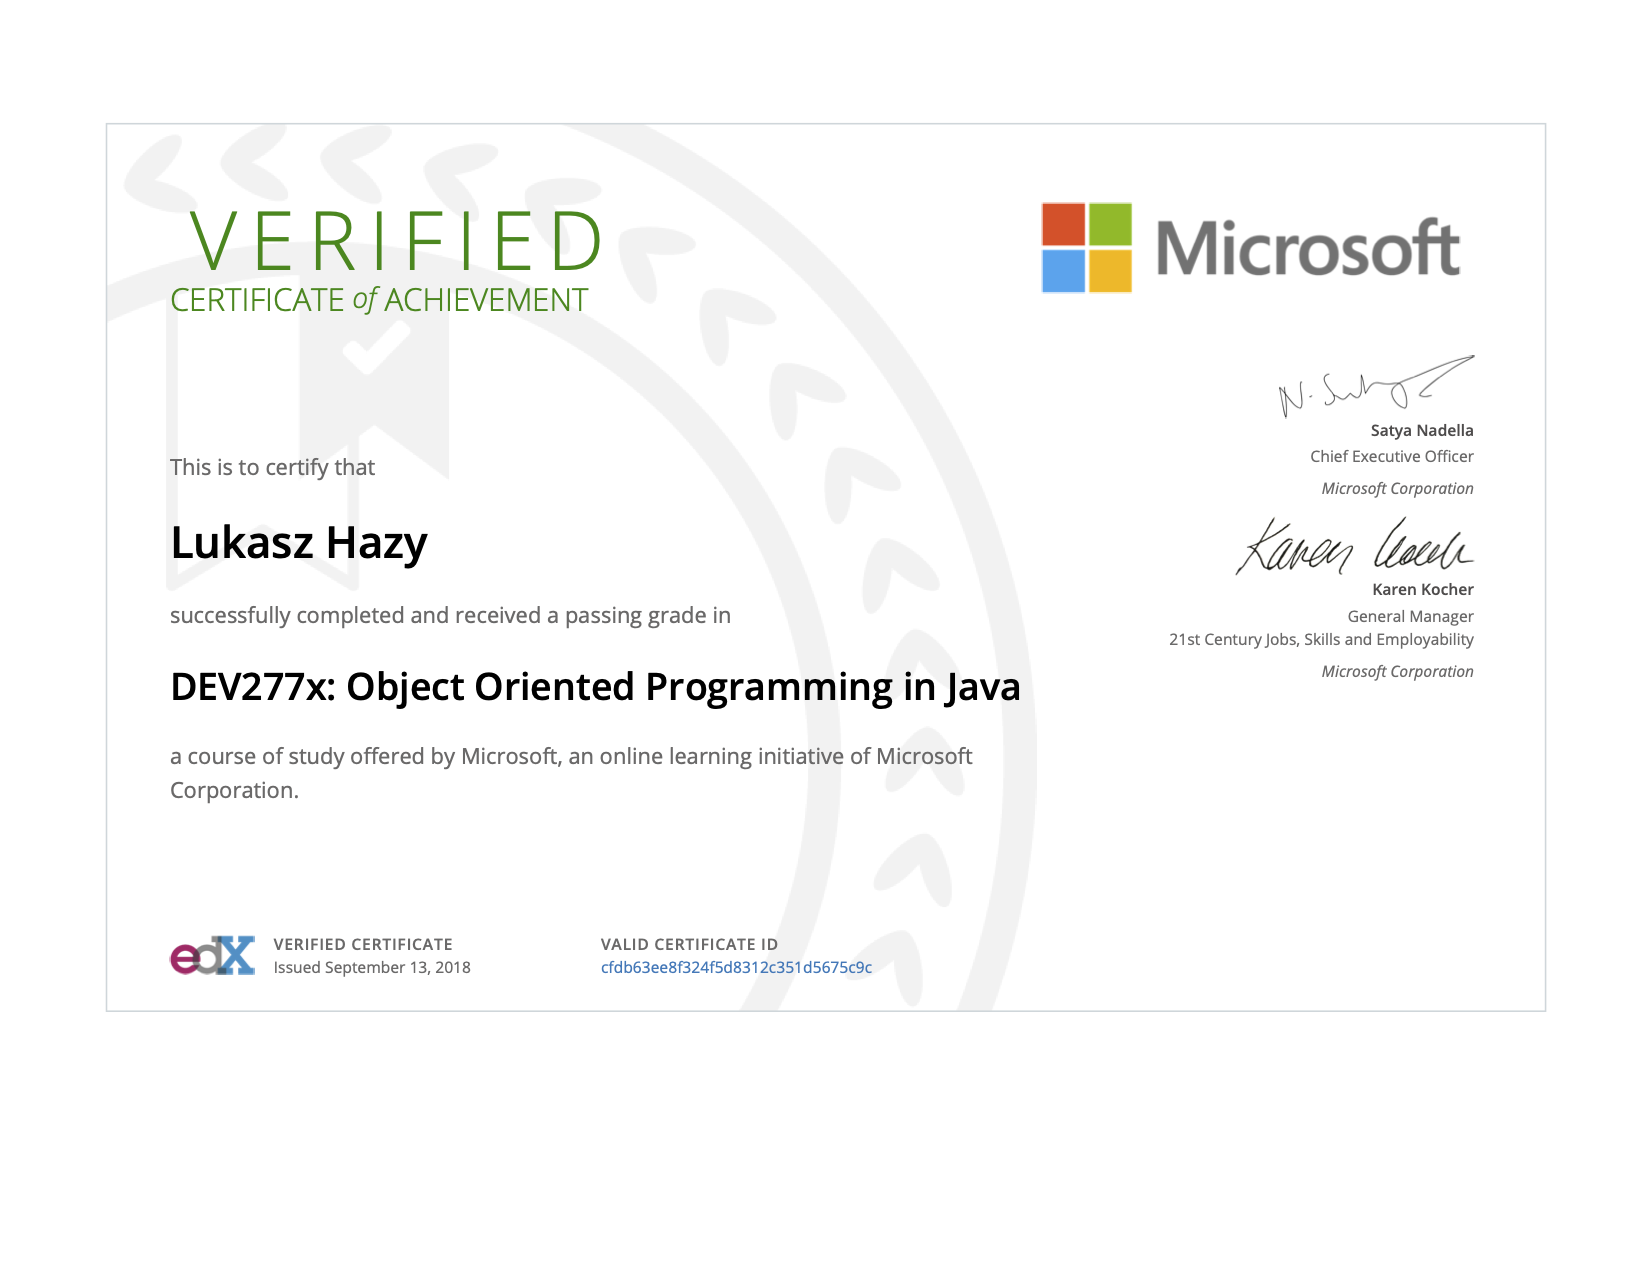 VERIFIED
CERTIFICATE of ACHIEVEMENT
Microsoft
This is to certify that
Lukasz Hazy
successfully completed and received a passing grade in
DEV277x: Object Oriented Programming in Java
a course of study offered by Microsoft, an online learning initiative of Microsoft
Corporation.
Satya Nadella
Chief Executive Officer
Microsoft Corporation
Karen Kocher
Karen Kocher
General Manager
21st Century Jobs, Skills and Employability
Microsoft Corporation
edX
VERIFIED CERTIFICATE
Issued September 13, 2018
VALID CERTIFICATE ID
cfdb63ee8f324f5d8312c351d5675c9c